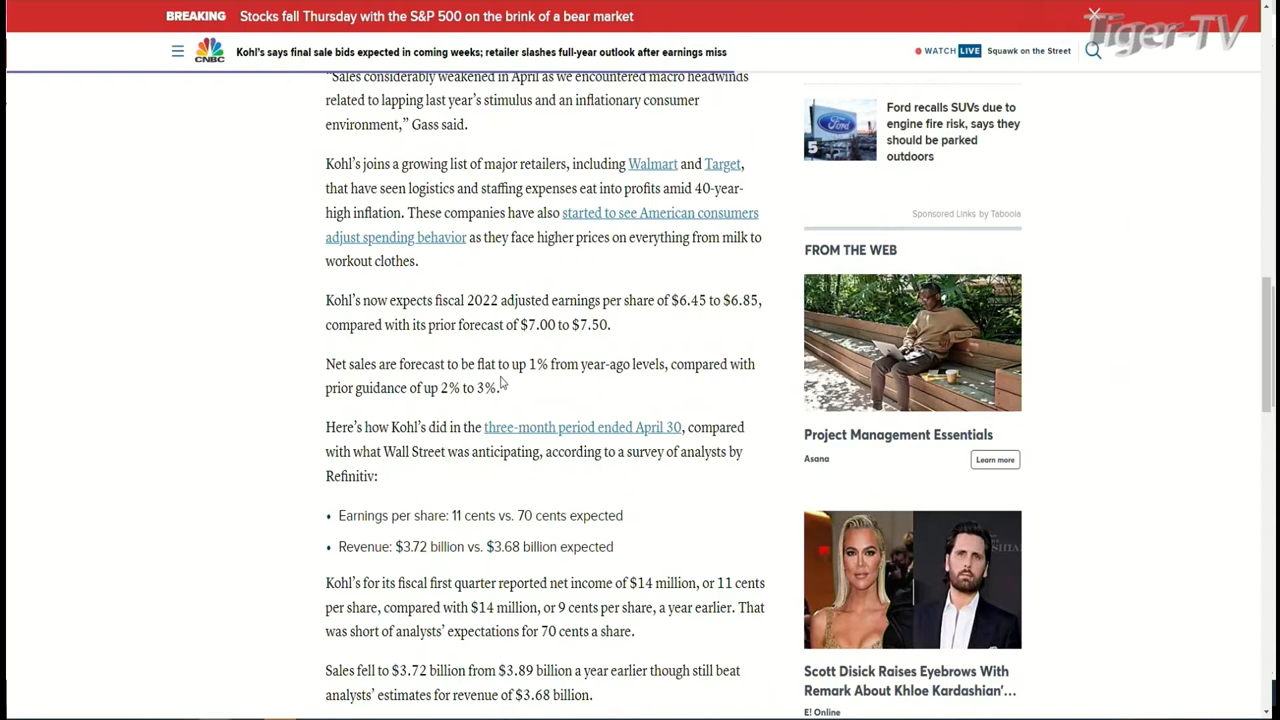 BREAKING Stocks fall Thursday with the S&P 500 on the brink of a bear market
Tiger-TV
CNBC
Kohl's says final sale bids expected in coming weeks; retailer slashes full-year outlook after earnings miss
WATCH LIVE Squawk on the Street
“Sales considerably weakened in April as we encountered macro headwinds
related to lapping last year’s stimulus and an inflationary consumer
environment,” Gass said.
Kohl’s joins a growing list of major retailers, including Walmart and Target,
that have seen logistics and staffing expenses eat into profits amid 40-year-
high inflation. These companies have also started to see American consumers
adjust spending behavior as they face higher prices on everything from milk to
workout clothes.
Kohl’s now expects fiscal 2022 adjusted earnings per share of $6.45 to $6.85,
compared with its prior forecast of $7.00 to $7.50.
Net sales are forecast to be flat to up 1% from year-ago levels, compared with
prior guidance of up 2% to 3%.
Here’s how Kohl’s did in the three-month period ended April 30, compared
with what Wall Street was anticipating, according to a survey of analysts by
Refinitiv:
• Earnings per share: 11 cents vs. 70 cents expected
• Revenue: $3.72 billion vs. $3.68 billion expected
Kohl’s for its fiscal first quarter reported net income of $14 million, or 11 cents
per share, compared with $14 million, or 9 cents per share, a year earlier. That
was short of analysts’ expectations for 70 cents a share.
Sales fell to $3.72 billion from $3.89 billion a year earlier though still beat
analysts’ estimates for revenue of $3.68 billion.
Ford
5
Ford recalls SUVs due to
engine fire risk, says they
should be parked
outdoors
Sponsored Links by Taboola
FROM THE WEB
Project Management Essentials
Asana
Learn more
Scott Disick Raises Eyebrows With
Remark About Khloe Kardashian'...
E! Online